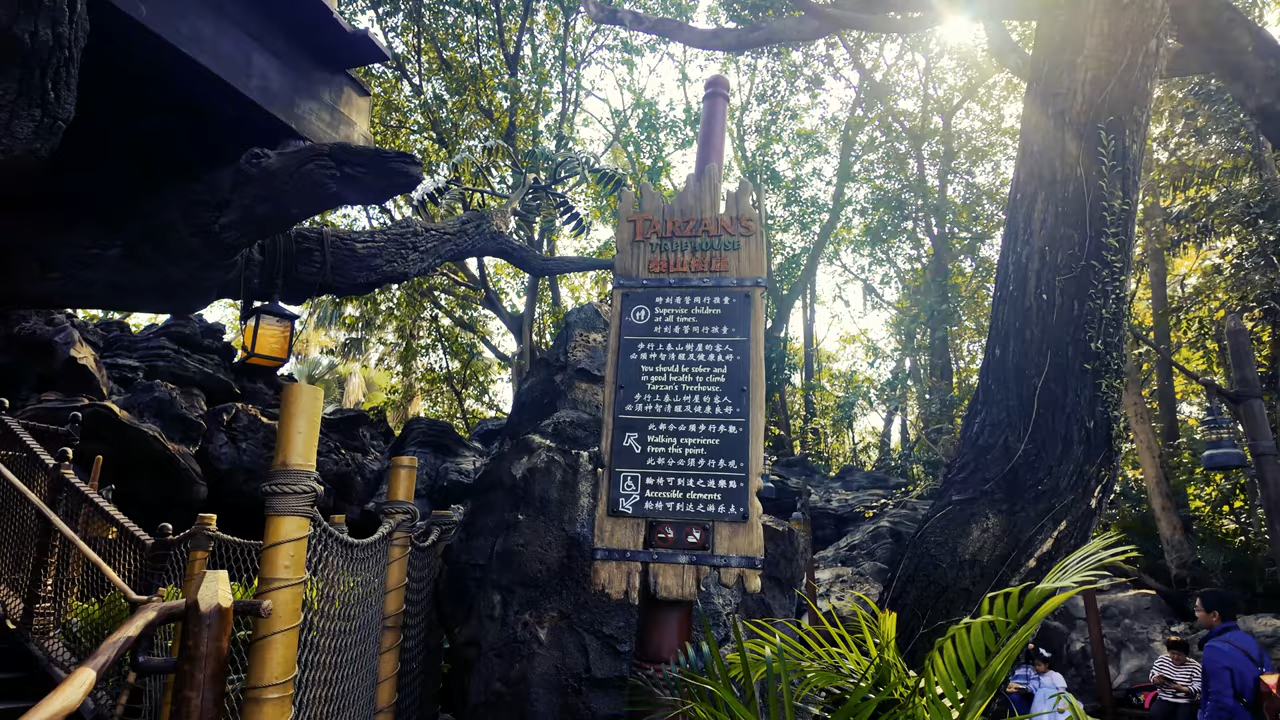 TARZAN'S
TREEHOUSE
泰山樹屋
時刻看管同行孩童。
Supervise children
at all times.
时刻看管同行孩童。
步行上泰山樹屋的客人
必須神智清醒及健康良好。
You should be sober and
in good health to climb
Tarzan's Treehouse.
步行上泰山树屋的客人
必须神智清醒及健康良好。
此部分必須步行參觀。
Walking experience
from this point.
此部分必须步行参观。
輪椅可到達之遊樂點。
Accessible elements
轮椅可到达之游乐点。